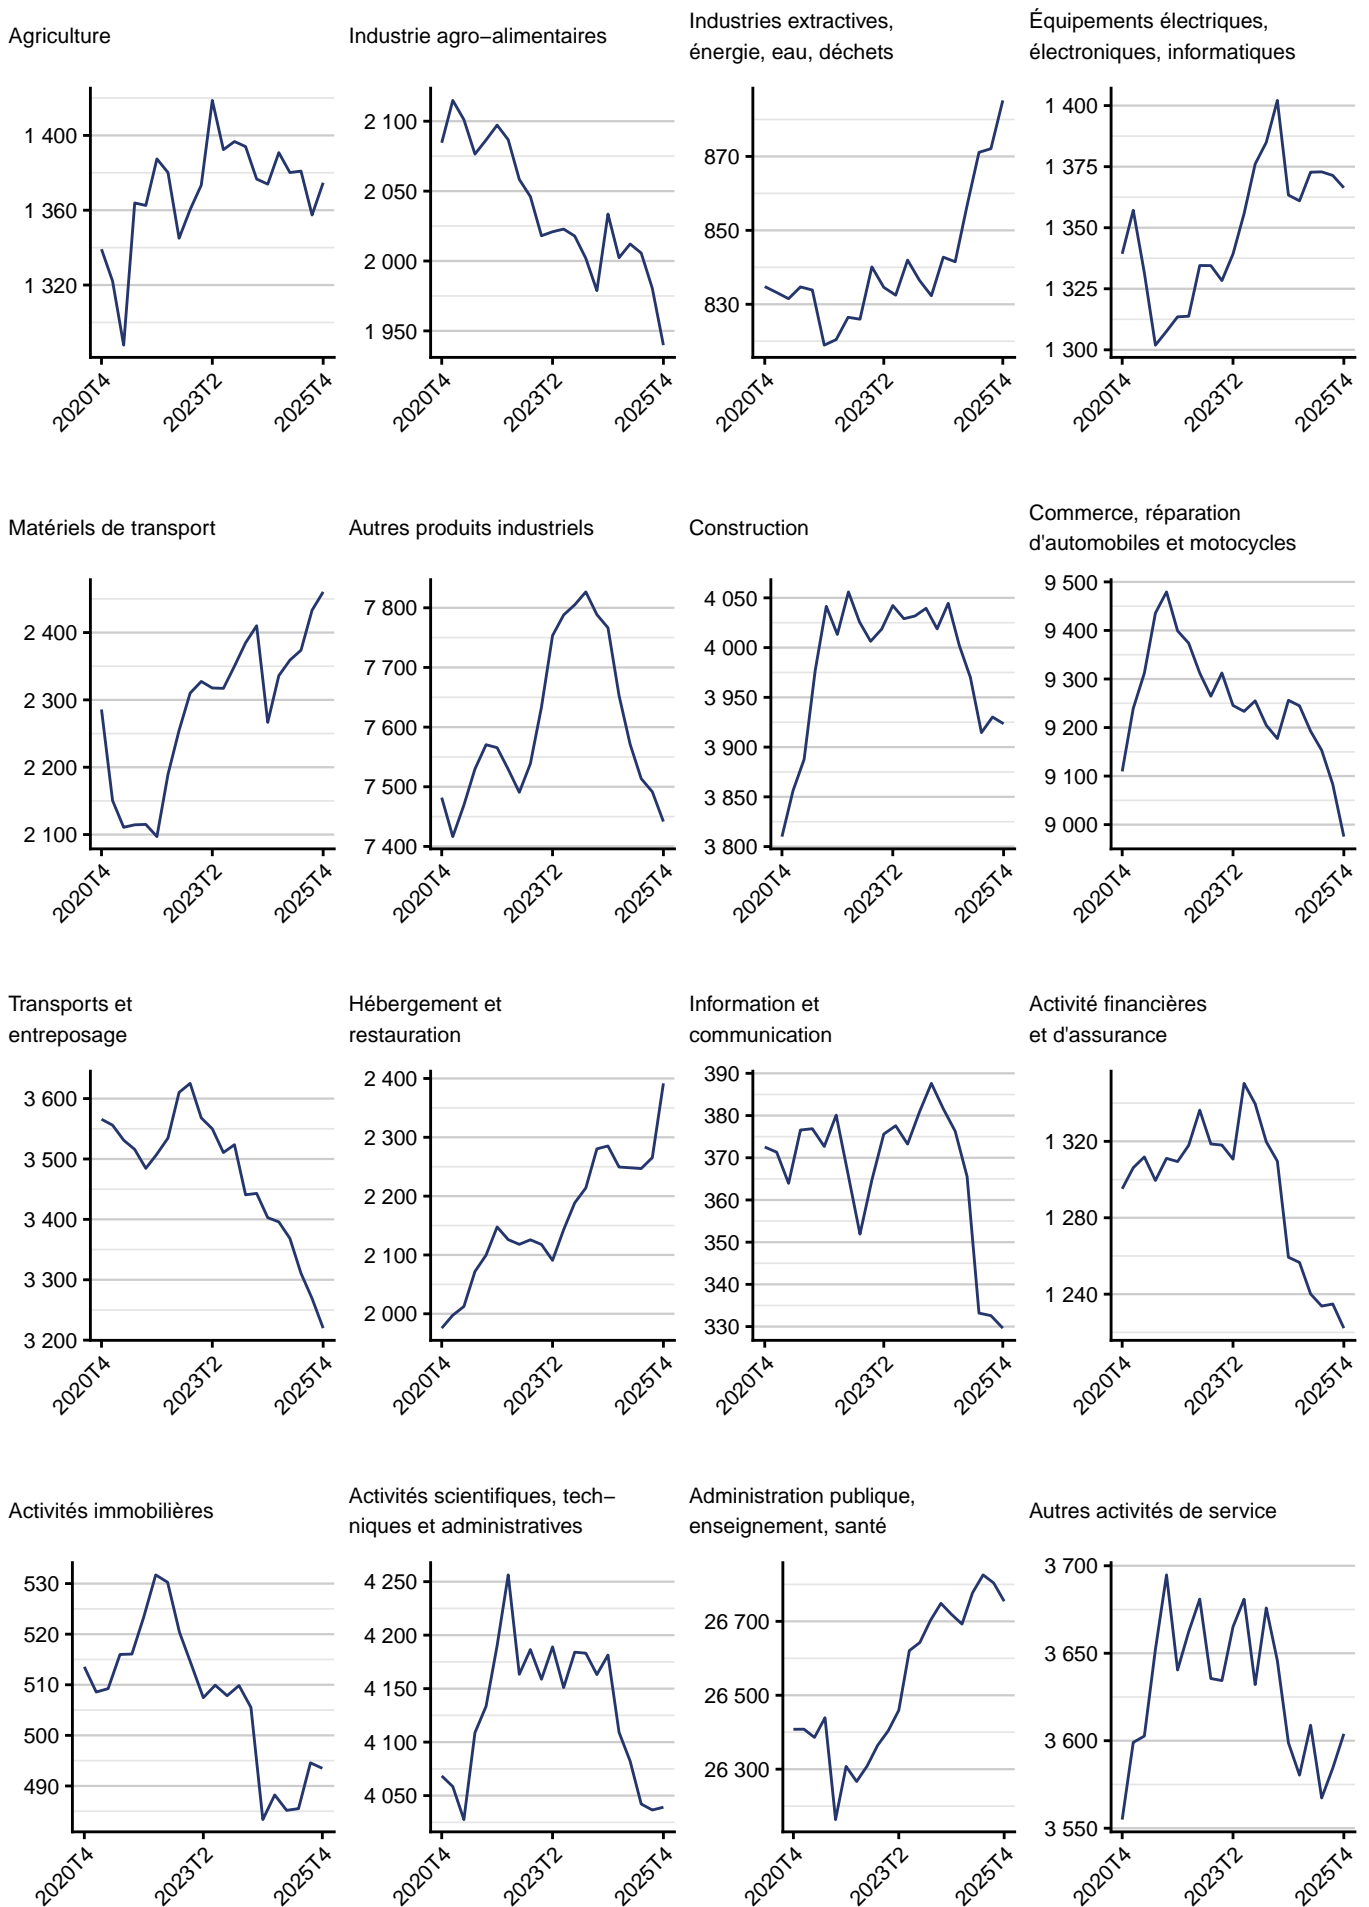 Agriculture
1 400
1 360
1 320
2020T4
2023T2
2025T4
Industrie agro−alimentaires
2 100
2 050
2 000
1 950
2020T4
2023T2
2025T4
Industries extractives,
énergie, eau, déchets
870
850
830
2020T4
2023T2
2025T4
Équipements électriques,
électroniques, informatiques
1 400
1 375
1 350
1 325
1 300
2020T4
2023T2
2025T4
Matériels de transport
2 400
2 300
2 200
2 100
2020T4
2023T2
2025T4
Autres produits industriels
7 800
7 700
7 600
7 500
7 400
2020T4
2023T2
2025T4
Construction
4 050
4 000
3 950
3 900
3 850
3 800
2020T4
2023T2
2025T4
Commerce, réparation
d'automobiles et motocycles
9 500
9 400
9 300
9 200
9 100
9 000
2020T4
2023T2
2025T4
Transports et
entreposage
3 600
3 500
3 400
3 300
3 200
2020T4
2023T2
2025T4
Hébergement et
restauration
2 400
2 300
2 200
2 100
2 000
2020T4
2023T2
2025T4
Information et
communication
390
380
370
360
350
340
330
2020T4
2023T2
2025T4
Activité financières
et d'assurance
1 320
1 280
1 240
2020T4
2023T2
2025T4
Activités immobilières
530
520
510
500
490
2020T4
2023T2
2025T4
Activités scientifiques, tech−
niques et administratives
4 250
4 200
4 150
4 100
4 050
2020T4
2023T2
2025T4
Administration publique,
enseignement, santé
26 700
26 500
26 300
2020T4
2023T2
2025T4
Autres activités de service
3 700
3 650
3 600
3 550
2020T4
2023T2
2025T4